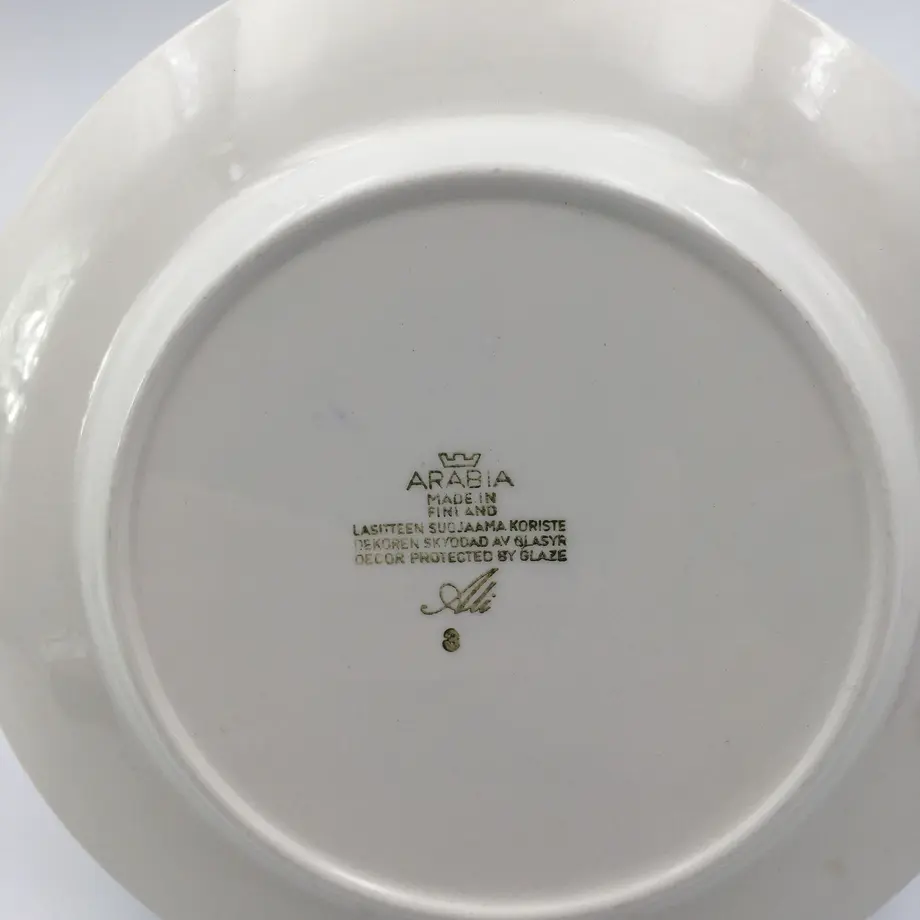 ARABIA
MADE IN
FINLAND
LASITTEEN SUOJAAMA KORISTE
DEKOREN SKYDDAD AV GLASYR
DECOR PROTECTED BY GLAZE
Ali
8